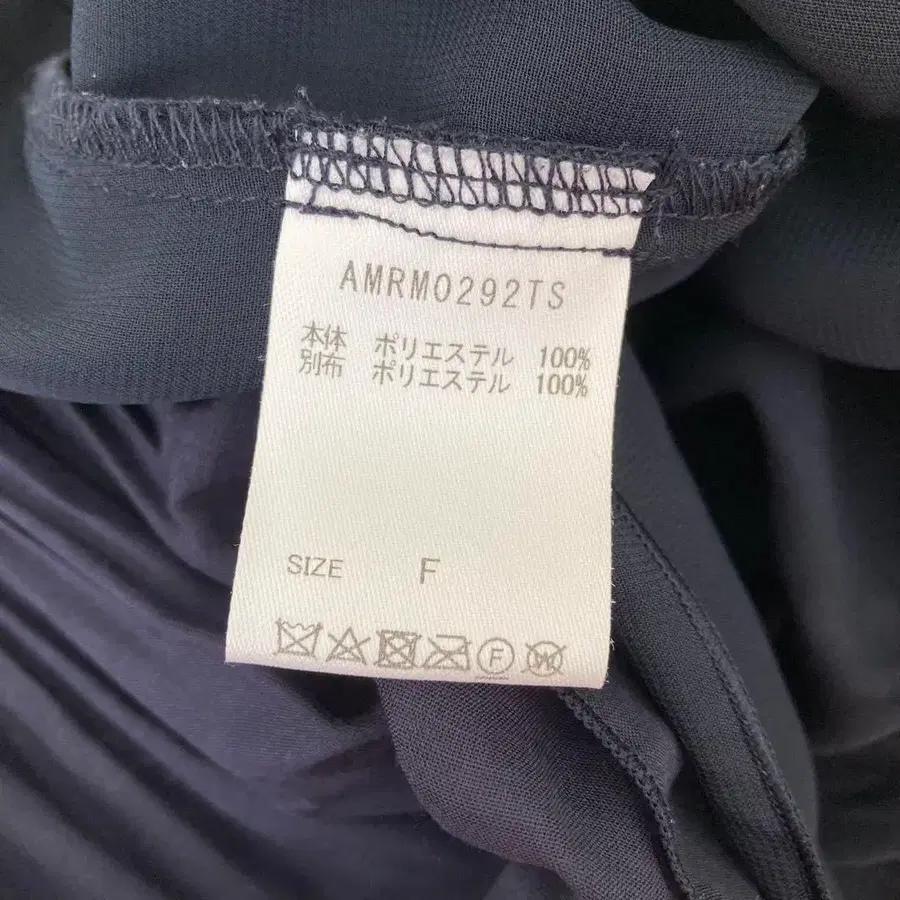 AMRM0292TS
本体 ポリエステル 100%
別布 ポリエステル 100%
SIZE F
F W